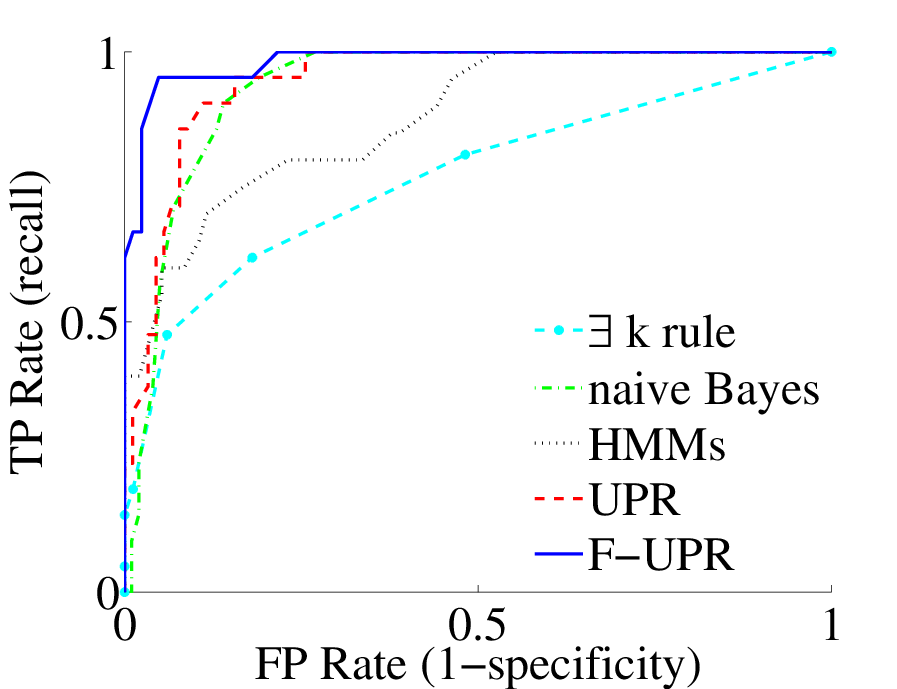 1
TP Rate (recall)
0.5
∃ k rule
naive Bayes
HMMs
UPR
F−UPR
0
0
0.5
1
FP Rate (1−specificity)